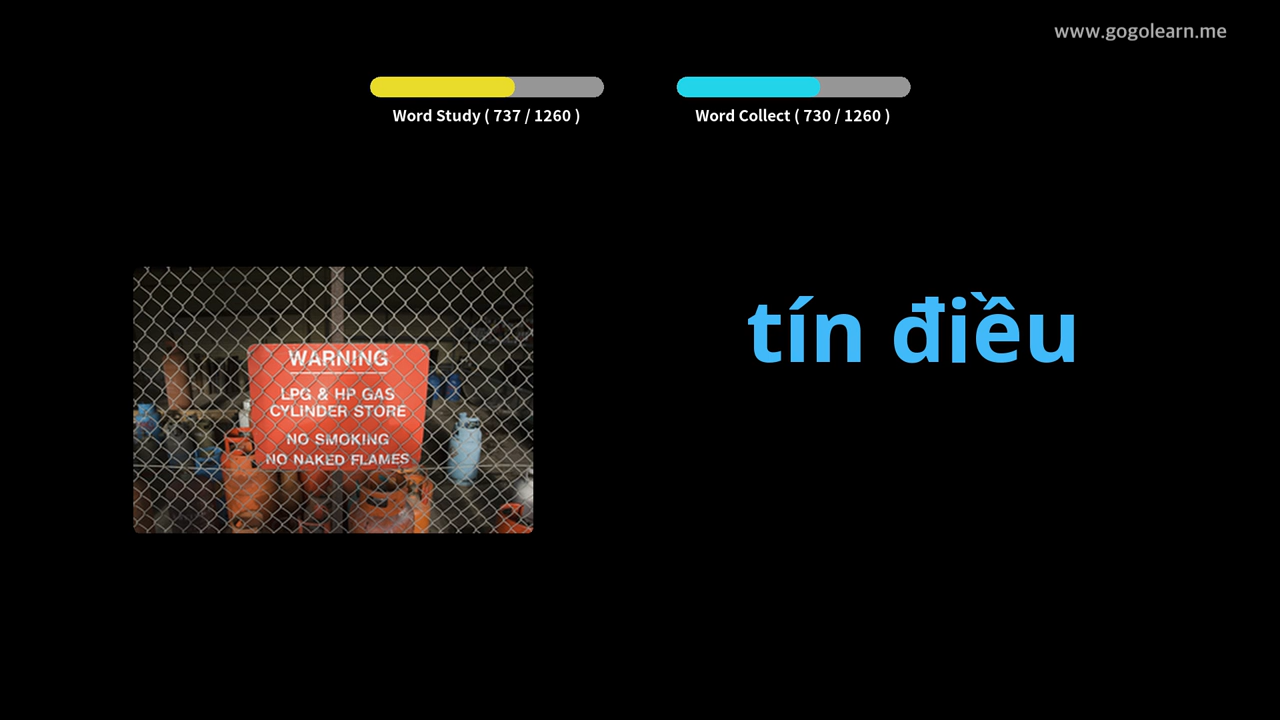 www.gogolearn.me
Word Study ( 737 / 1260 )
Word Collect ( 730 / 1260 )
WARNING
LPG & HP GAS
CYLINDER STORE
NO SMOKING
NO NAKED FLAMES
tín điều